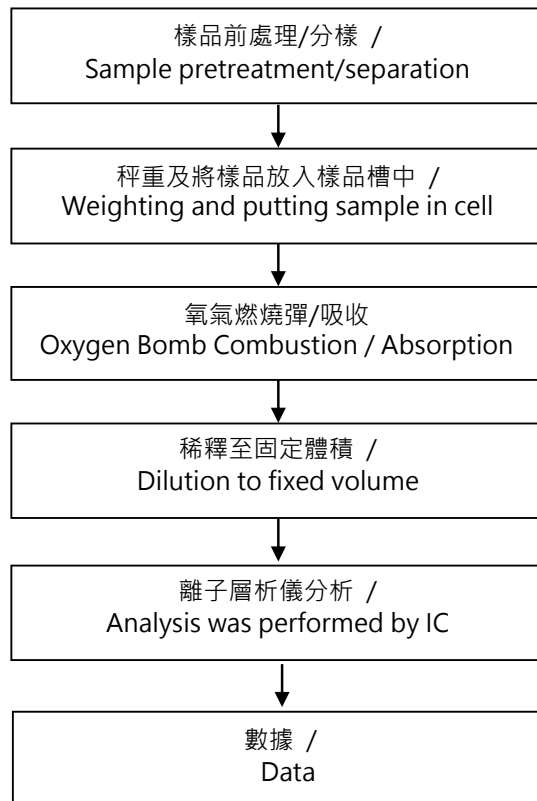 樣品前處理/分樣 /
Sample pretreatment/separation
秤重及將樣品放入樣品槽中 /
Weighting and putting sample in cell
氧氣燃燒彈/吸收
Oxygen Bomb Combustion / Absorption
稀釋至固定體積 /
Dilution to fixed volume
離子層析儀分析 /
Analysis was performed by IC
數據 /
Data